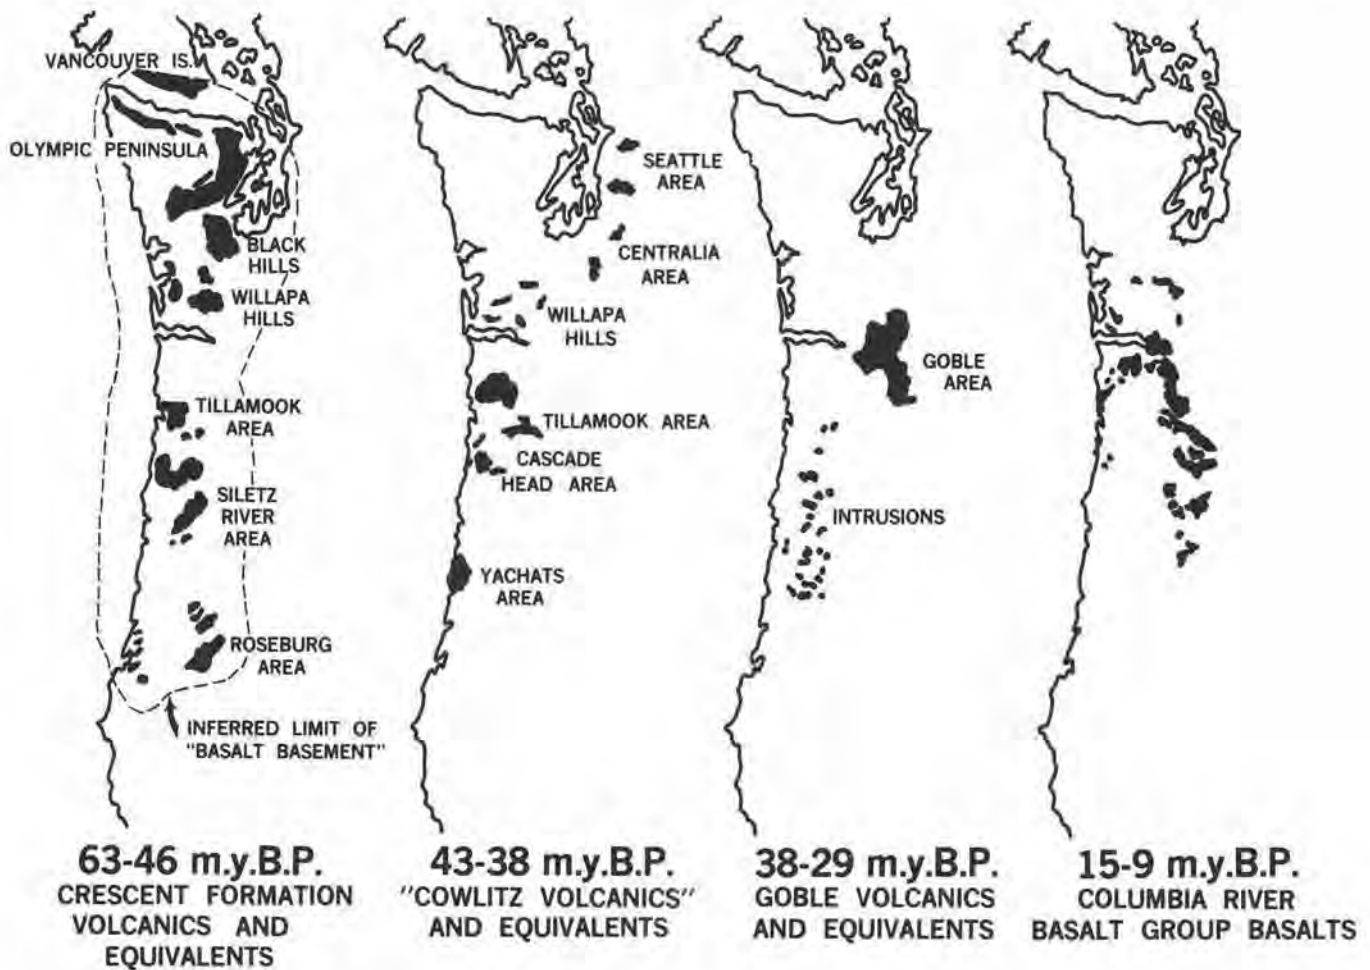 VANCOUVER IS.
OLYMPIC PENINSULA
BLACK
HILLS
WILLAPA
HILLS
TILLAMOOK
AREA
SILETZ
RIVER
AREA
ROSEBURG
AREA
INFERRED LIMIT OF
"BASALT BASEMENT"
63-46 m.y.B.P.
CRESCENT FORMATION
VOLCANICS AND
EQUIVALENTS
SEATTLE
AREA
CENTRALIA
AREA
WILLAPA
HILLS
TILLAMOOK AREA
CASCADE
HEAD AREA
YACHATS
AREA
43-38 m.y.B.P.
"COWLITZ VOLCANICS"
AND EQUIVALENTS
GOBLE
AREA
INTRUSIONS
38-29 m.y.B.P.
GOBLE VOLCANICS
AND EQUIVALENTS
15-9 m.y.B.P.
COLUMBIA RIVER
BASALT GROUP BASALTS